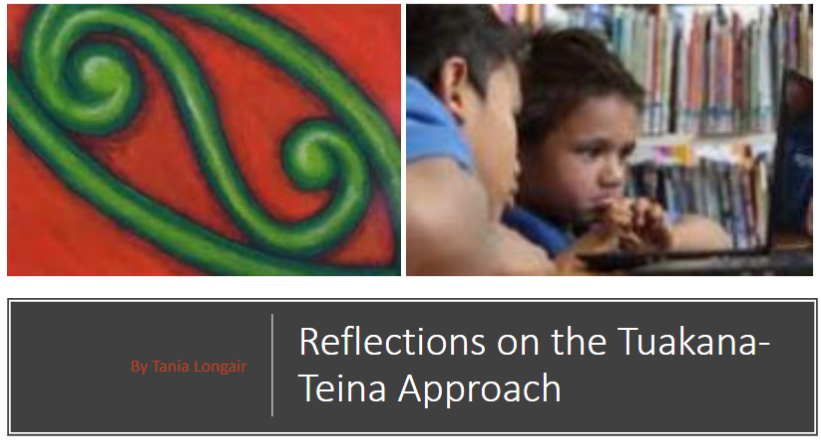 By Tania Longair
Reflections on the Tuakana-
Teina Approach